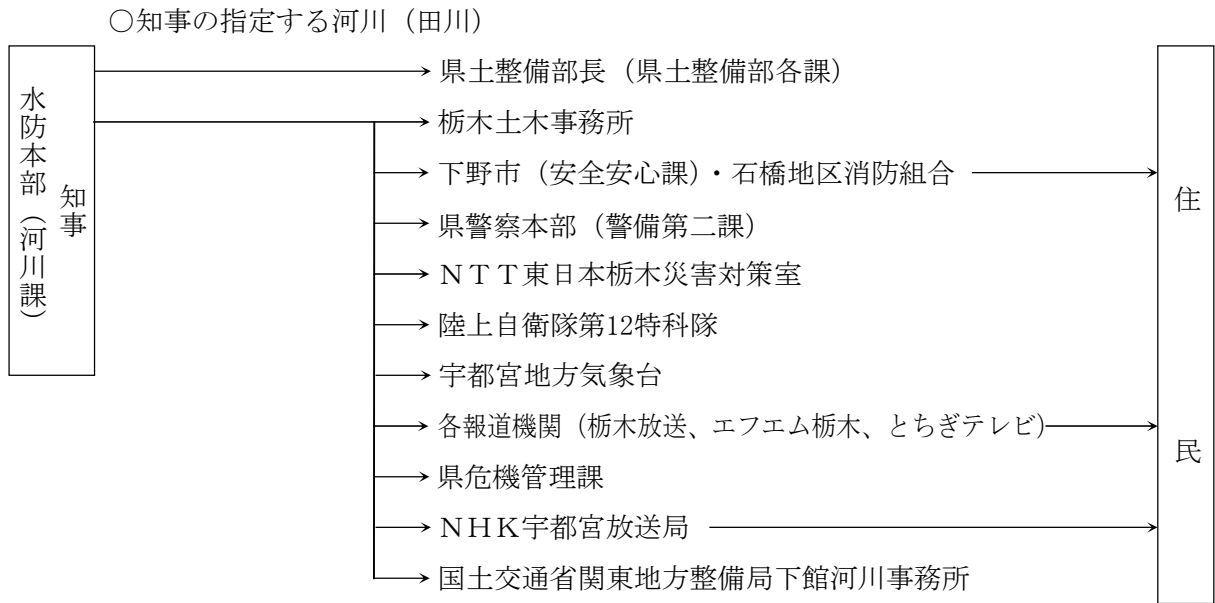 ○知事の指定する河川（田川）
水防本部（河川課）
知事
県土整備部長（県土整備部各課）
栃木土木事務所
下野市（安全安心課）・石橋地区消防組合
県警察本部（警備第二課）
ＮＴＴ東日本栃木災害対策室
陸上自衛隊第12特科隊
宇都宮地方気象台
各報道機関（栃木放送、エフエム栃木、とちぎテレビ）
県危機管理課
ＮＨＫ宇都宮放送局
国土交通省関東地方整備局下館河川事務所
住民